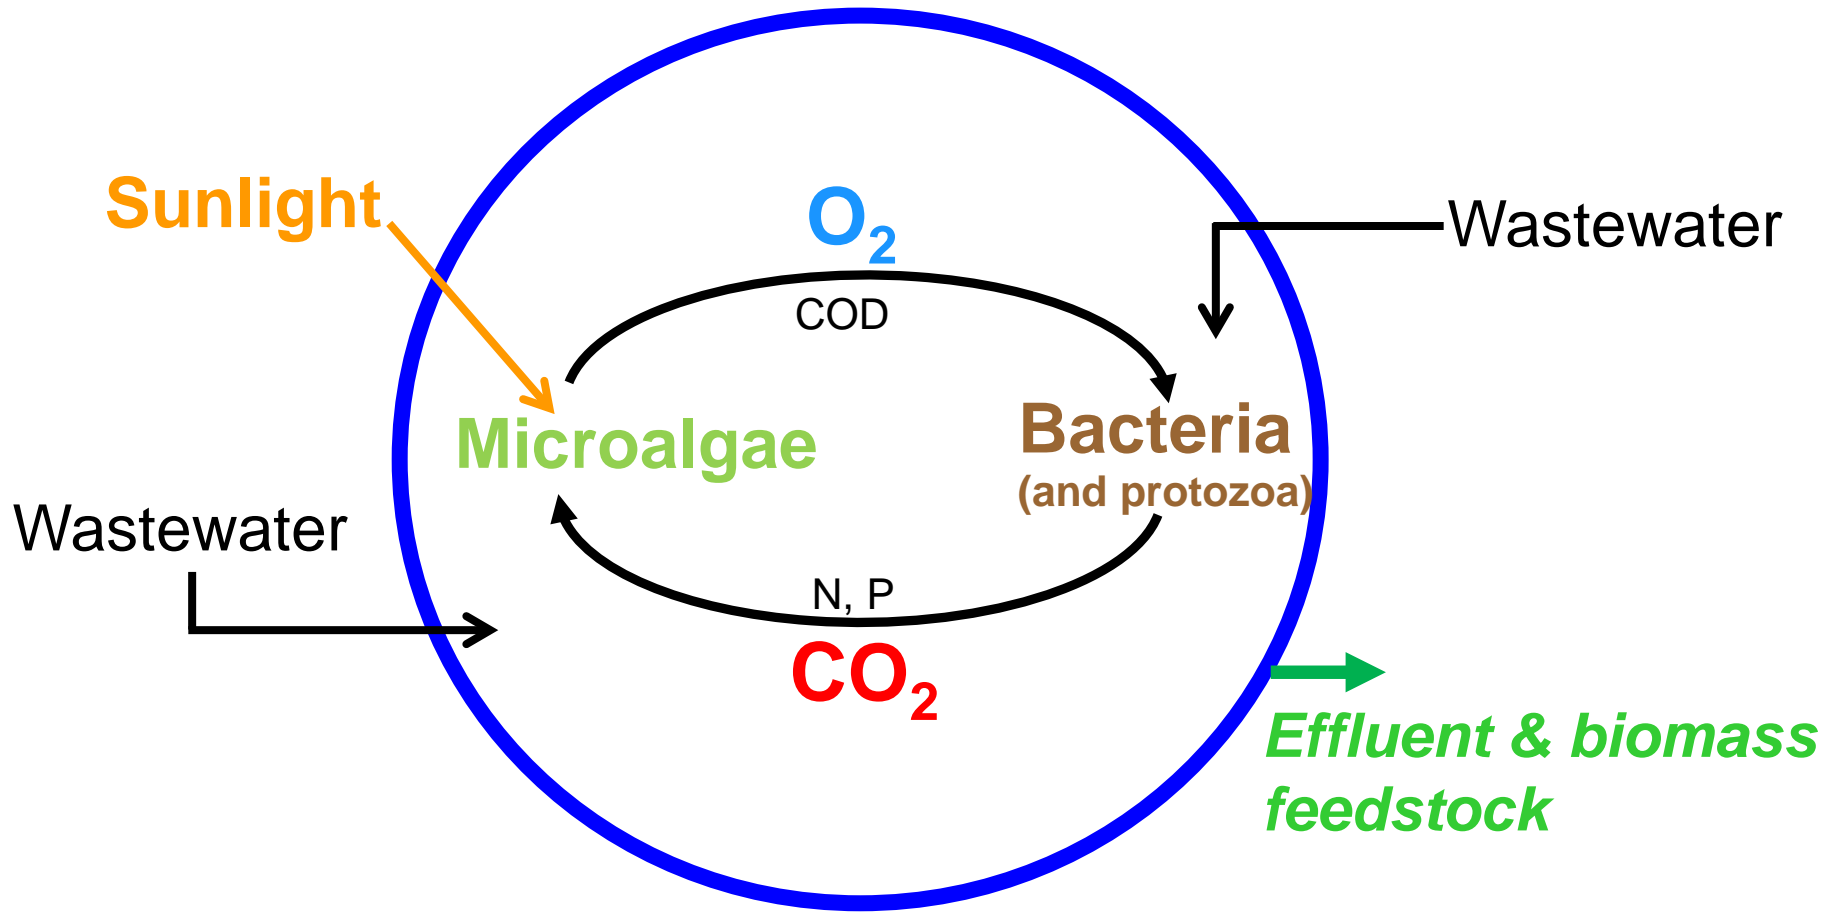 Sunlight
O₂
Wastewater
COD
Microalgae
Bacteria
(and protozoa)
Wastewater
N, P
CO₂
Effluent & biomass
feedstock